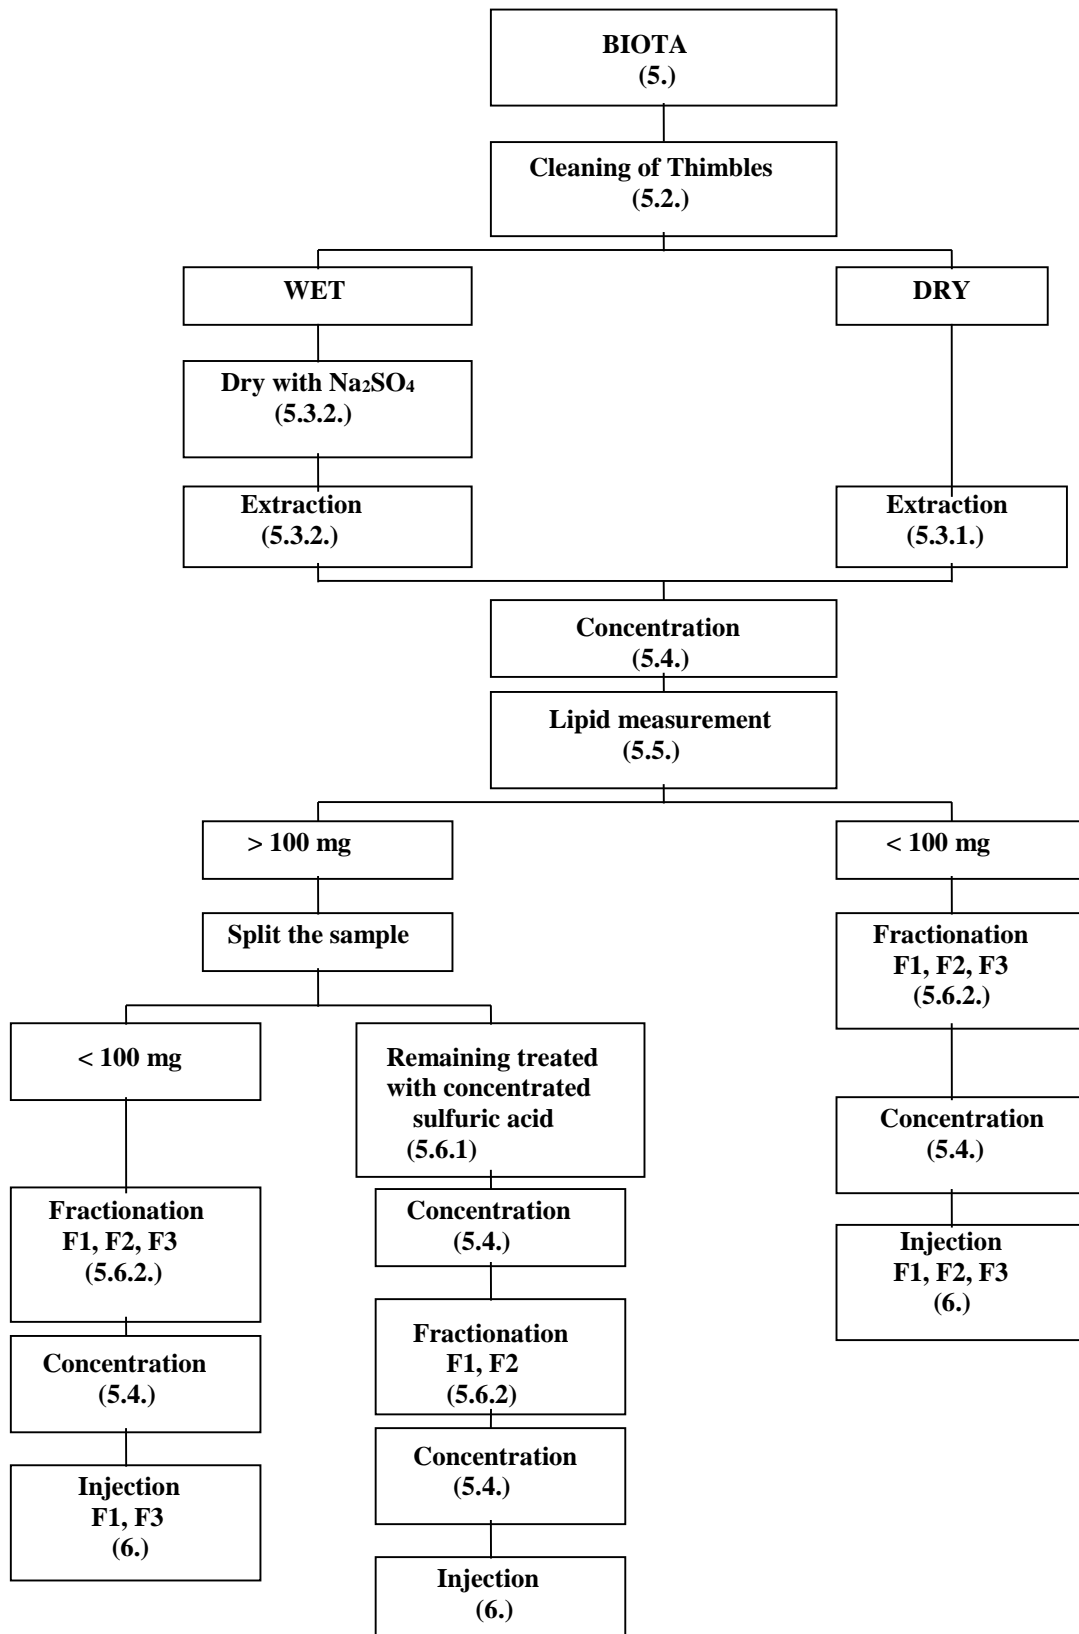 BIOTA
(5.)
Cleaning of Thimbles
(5.2.)
WET
DRY
Dry with Na₂SO₄
(5.3.2.)
Extraction
(5.3.2.)
Extraction
(5.3.1.)
Concentration
(5.4.)
Lipid measurement
(5.5.)
> 100 mg
< 100 mg
Split the sample
Fractionation
F1, F2, F3
(5.6.2.)
< 100 mg
Remaining treated
with concentrated
sulfuric acid
(5.6.1)
Concentration
(5.4.)
Fractionation
F1, F2, F3
(5.6.2.)
Concentration
(5.4.)
Injection
F1, F2, F3
(6.)
Fractionation
F1, F2
(5.6.2)
Concentration
(5.4.)
Concentration
(5.4.)
Injection
F1, F3
(6.)
Injection
(6.)